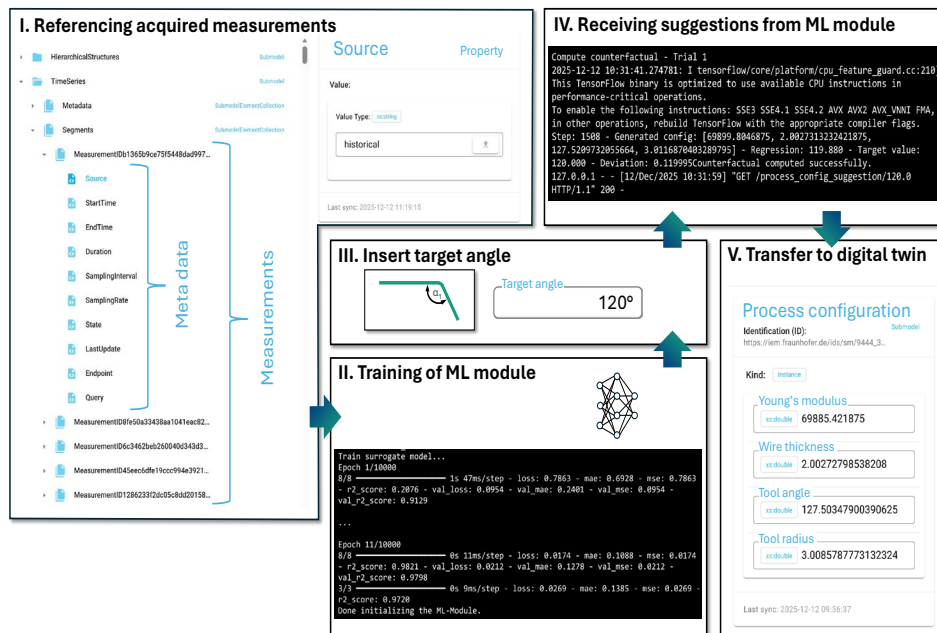 I. Referencing acquired measurements
HierarchicalStructures
Submodel
TimeSeries
Submodel
Metadata
SubmodelElementCollection
Segments
SubmodelElementCollection
MeasurementIDb1365b9ce75f5448dad997...
Source
StartTime
EndTime
Duration
SamplingInterval
SamplingRate
State
LastUpdate
Endpoint
Query
MeasurementID8fe50a33438aa1041eac82...
MeasurementID6c3462beb260040d343d3...
MeasurementID45eec6dfe19ccc994e3921...
MeasurementID1286233f2dc05c8dd20158...
Meta data
Measurements
Source
Property
Value:
Value Type: xs:string
historical
Last sync: 2025-12-12 11:19:15
II. Training of ML module
Train surrogate model...
Epoch 1/10000
8/8 1s 47ms/step - loss: 0.7863 - mae: 0.6928 - mse: 0.7863
- r2_score: 0.2076 - val_loss: 0.0954 - val_mae: 0.2401 - val_mse: 0.0954 -
val_r2_score: 0.9129
...
Epoch 11/10000
8/8 0s 11ms/step - loss: 0.0174 - mae: 0.1088 - mse: 0.0174
- r2_score: 0.9821 - val_loss: 0.0212 - val_mae: 0.1278 - val_mse: 0.0212 -
val_r2_score: 0.9798
3/3 0s 9ms/step - loss: 0.0269 - mae: 0.1385 - mse: 0.0269 -
r2_score: 0.9720
Done initializing the ML-Module.
III. Insert target angle
α1
Target angle
120°
IV. Receiving suggestions from ML module
Compute counterfactual - Trial 1
2025-12-12 10:31:41.274781: I tensorflow/core/platform/cpu_feature_guard.cc:210]
This TensorFlow binary is optimized to use available CPU instructions in
performance-critical operations.
To enable the following instructions: SSE3 SSE4.1 SSE4.2 AVX AVX2 AVX_VNNI FMA,
in other operations, rebuild TensorFlow with the appropriate compiler flags.
Step: 1508 - Generated config: [69899.8046875, 2.0027313232421875,
127.5209732055664, 3.0116870403289795] - Regression: 119.880 - Target value:
120.000 - Deviation: 0.119995Counterfactual computed successfully.
127.0.0.1 - - [12/Dec/2025 10:31:59] "GET /process_config_suggestion/120.0
HTTP/1.1" 200 -
V. Transfer to digital twin
Process configuration
Submodel
Identification (ID):
https://iem.fraunhofer.de/ids/sm/9444_3...
Kind: Instance
Young's modulus
xs:double 69885.421875
Wire thickness
xs:double 2.00272798538208
Tool angle
xs:double 127.50347900390625
Tool radius
xs:double 3.0085787773132324
Last sync: 2025-12-12 09:36:37